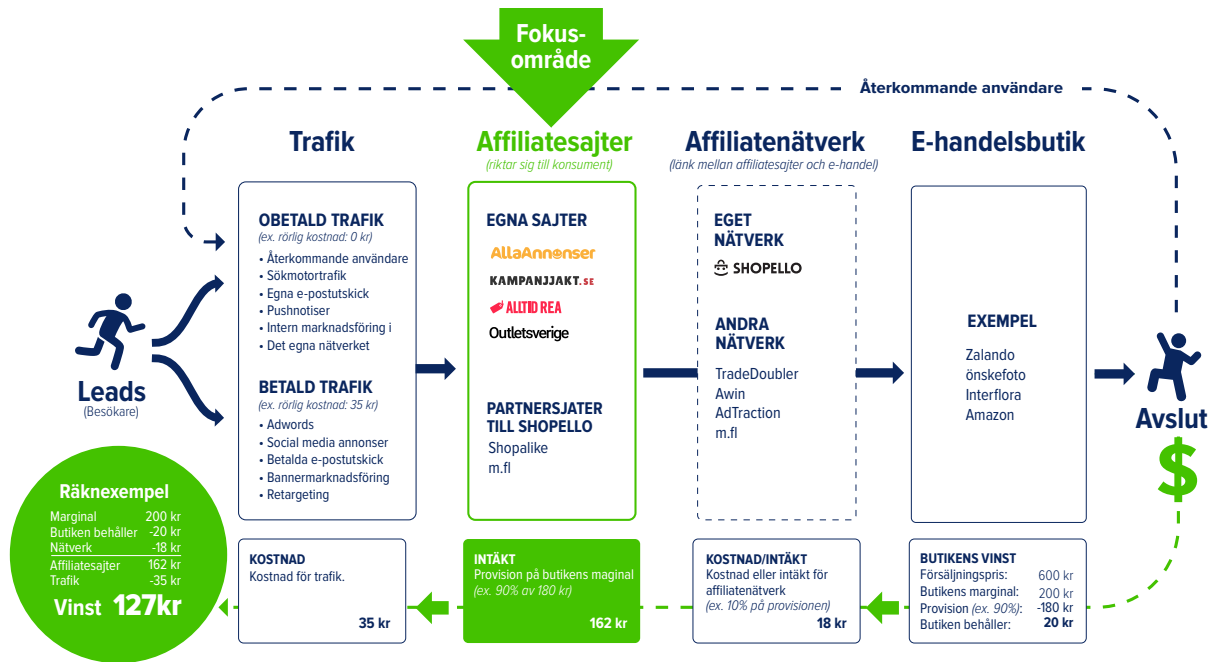 Fokus-
område
Återkommande användare
Trafik
OBETALD TRAFIK
(ex. rörlig kostnad: 0 kr)
• Återkommande användare
• Sökmotortrafik
• Egna e-postutskick
• Pushnotiser
• Intern marknadsföring i
• Det egna nätverket
BETALD TRAFIK
(ex. rörlig kostnad: 35 kr)
• Adwords
• Social media annonser
• Betalda e-postutskick
• Bannermarknadsföring
• Retargeting
Affiliatesajter
(riktar sig till konsument)
EGNA SAJTER
AllaAnnonser
KAMPANJJAKT.SE
ALLTID REA
Outletsverige
PARTNERSJATER
TILL SHOPELLO
Shopalike
m.fl
Affiliatenätverk
(länk mellan affiliatesajter och e-handel)
EGET
NÄTVERK
SHOPELLO
ANDRA
NÄTVERK
TradeDoubler
Awin
AdTraction
m.fl
E-handelsbutik
EXEMPEL
Zalando
önskefoto
Interflora
Amazon
Leads
(Besökare)
Avslut
$
Räknexempel
Marginal 200 kr
Butiken behåller -20 kr
Nätverk -18 kr
Affiliatesajter 162 kr
Trafik -35 kr
Vinst 127kr
KOSTNAD
Kostnad för trafik.
35 kr
INTÄKT
Provision på butikens maginal
(ex. 90% av 180 kr)
162 kr
KOSTNAD/INTÄKT
Kostnad eller intäkt för
affiliatenätverk
(ex. 10% på provisionen)
18 kr
BUTIKENS VINST
Försäljningspris: 600 kr
Butikens marginal: 200 kr
Provision (ex. 90%): -180 kr
Butiken behåller: 20 kr